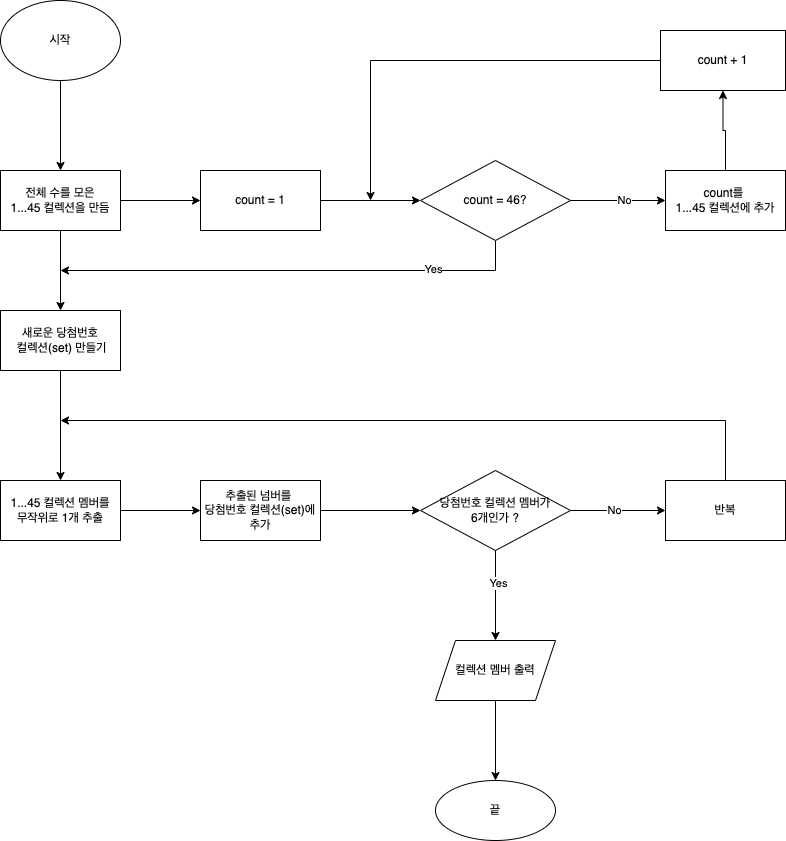 시작
count + 1
전체 수를 모은
1...45 컬렉션을 만듬
count = 1
count = 46?
No
count를
1...45 컬렉션에 추가
Yes
새로운 당첨번호
컬렉션(set) 만들기
1...45 컬렉션 멤버를
무작위로 1개 추출
추출된 넘버를
당첨번호 컬렉션(set)에
추가
당첨번호 컬렉션 멤버가
6개인가 ?
No
반복
Yes
컬렉션 멤버 출력
끝